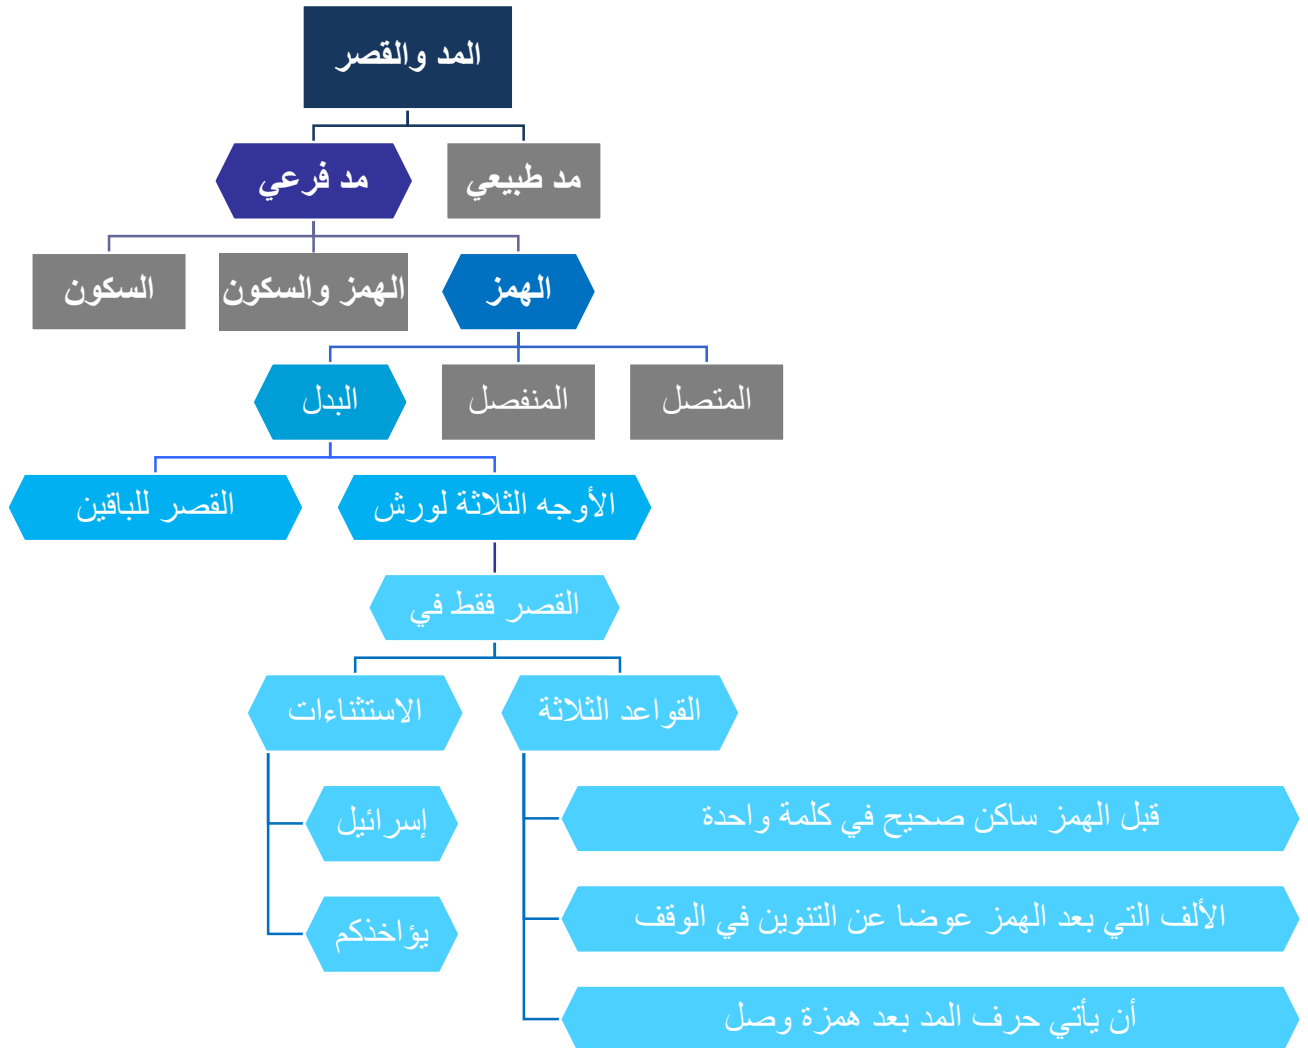 المد والقصر
مد طبيعي
مد فرعي
الهمز
الهمز والسكون
السكون
المتصل
المنفصل
البدل
الأوجه الثلاثة لورش
القصر للباقين
القصر فقط في
القواعد الثلاثة
الاستثناءات
قبل الهمز ساكن صحيح في كلمة واحدة
إسرائيل
الألف التي بعد الهمز عوضا عن التنوين في الوقف
يؤاخذكم
أن يأتي حرف المد بعد همزة وصل